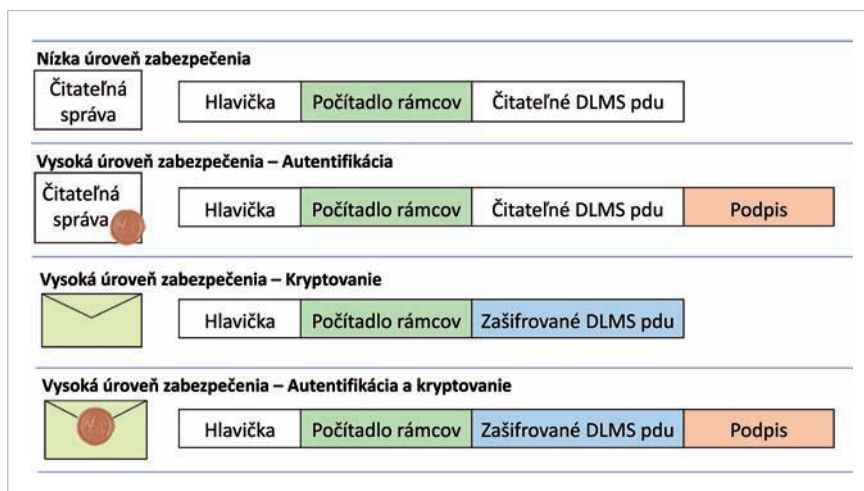 Nízka úroveň zabezpečenia
Čitateľná
správa
Hlavička
Počítadlo rámcov
Čitateľné DLMS pdu
Vysoká úroveň zabezpečenia – Autentifikácia
Čitateľná
správa
Hlavička
Počítadlo rámcov
Čitateľné DLMS pdu
Podpis
Vysoká úroveň zabezpečenia – Kryptovanie
Hlavička
Počítadlo rámcov
Zašifrované DLMS pdu
Vysoká úroveň zabezpečenia – Autentifikácia a kryptovanie
Hlavička
Počítadlo rámcov
Zašifrované DLMS pdu
Podpis